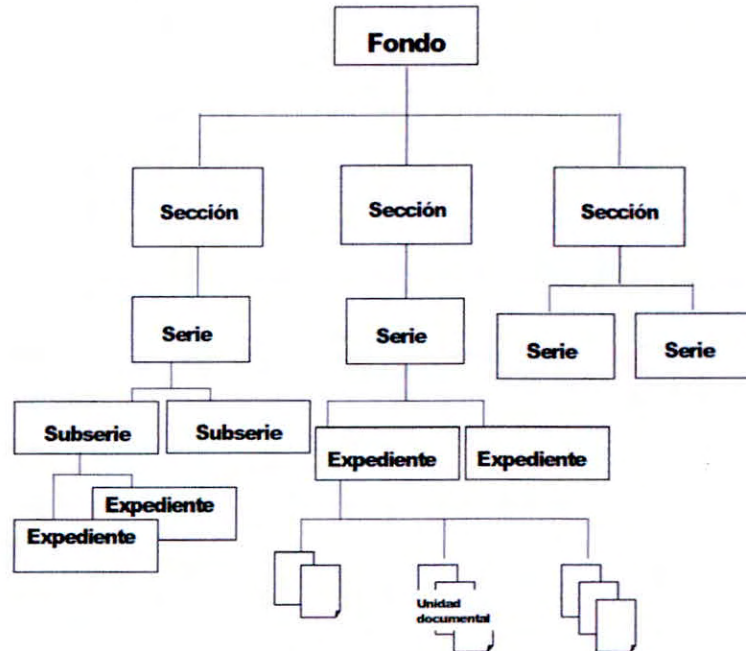 Fondo
Sección
Sección
Sección
Serie
Serie
Serie
Serie
Subserie
Subserie
Expediente
Expediente
Expediente
Expediente
Unidad
documental